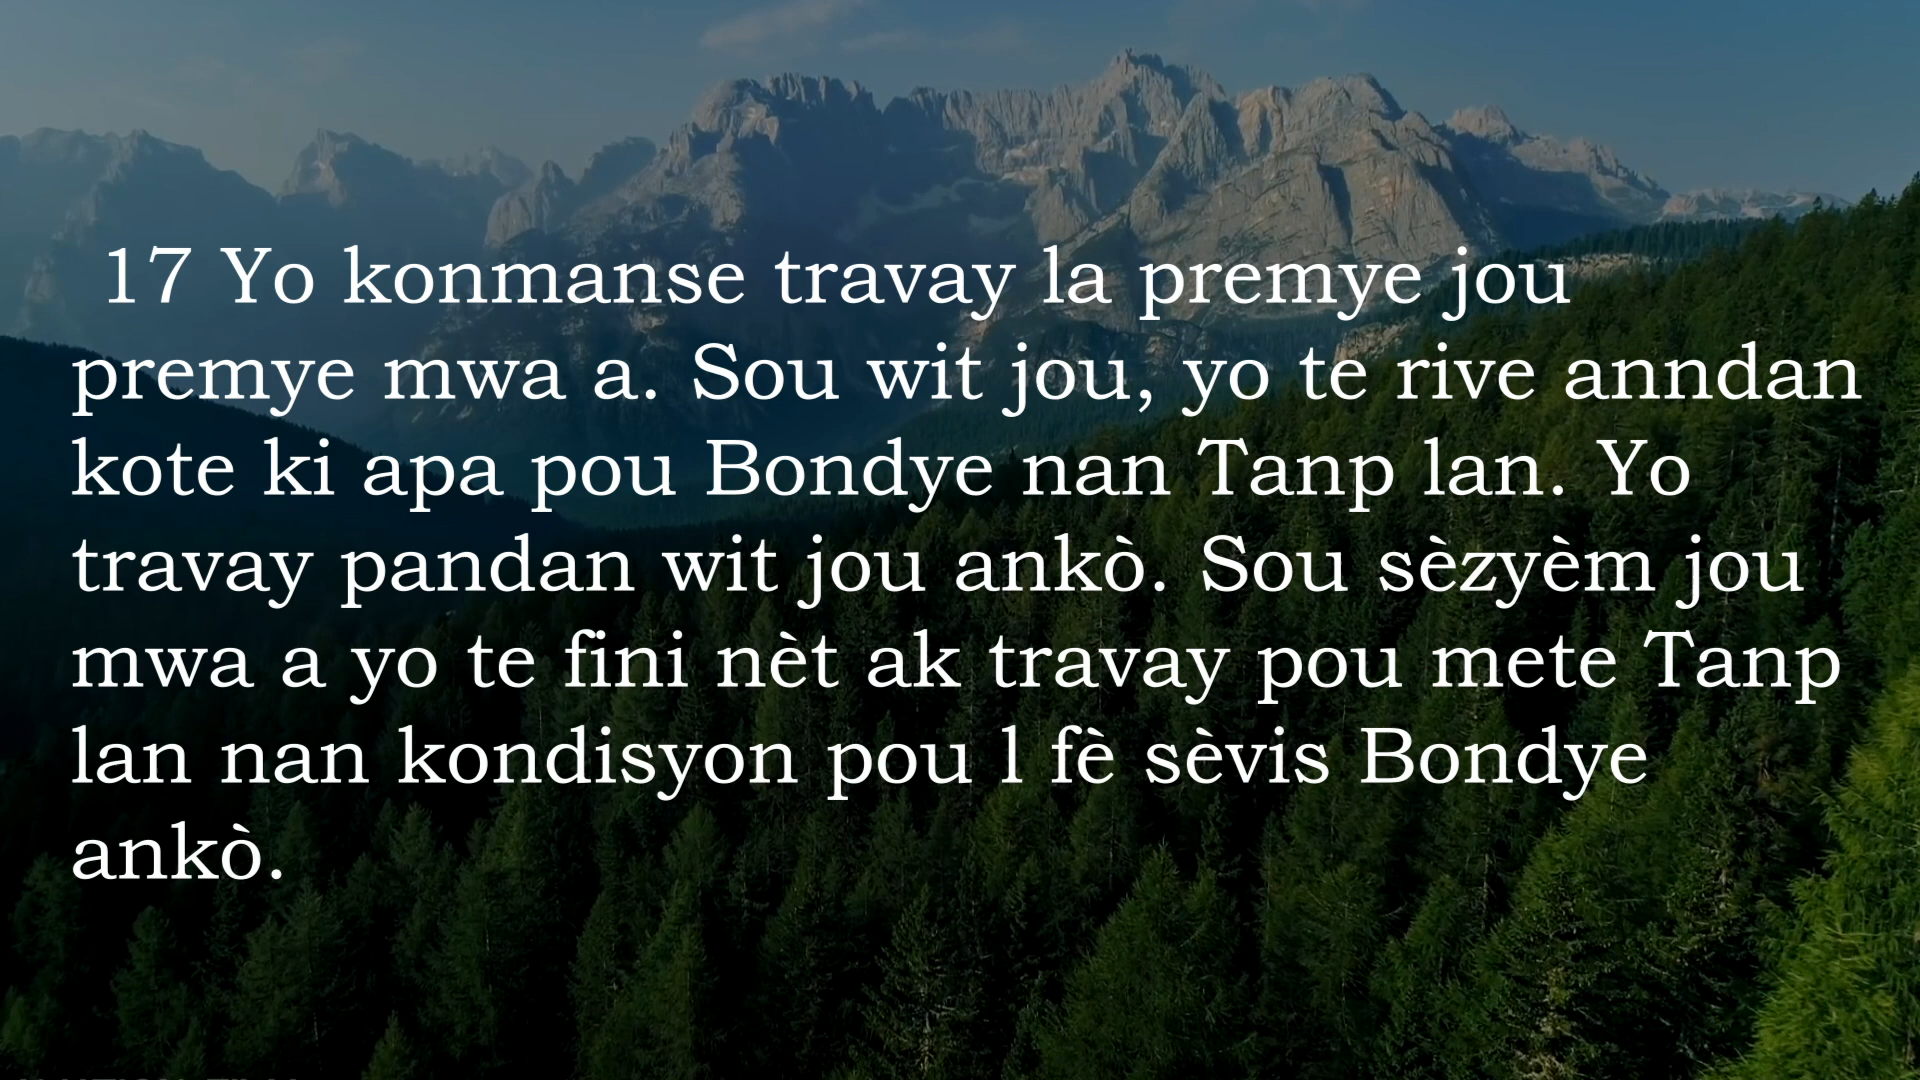 17 Yo konmanse travay la premye jou
premye mwa a. Sou wit jou, yo te rive anndan
kote ki apa pou Bondye nan Tanp lan. Yo
travay pandan wit jou ankò. Sou sèzyèm jou
mwa a yo te fini nèt ak travay pou mete Tanp
lan nan kondisyon pou l fè sèvis Bondye
ankò.